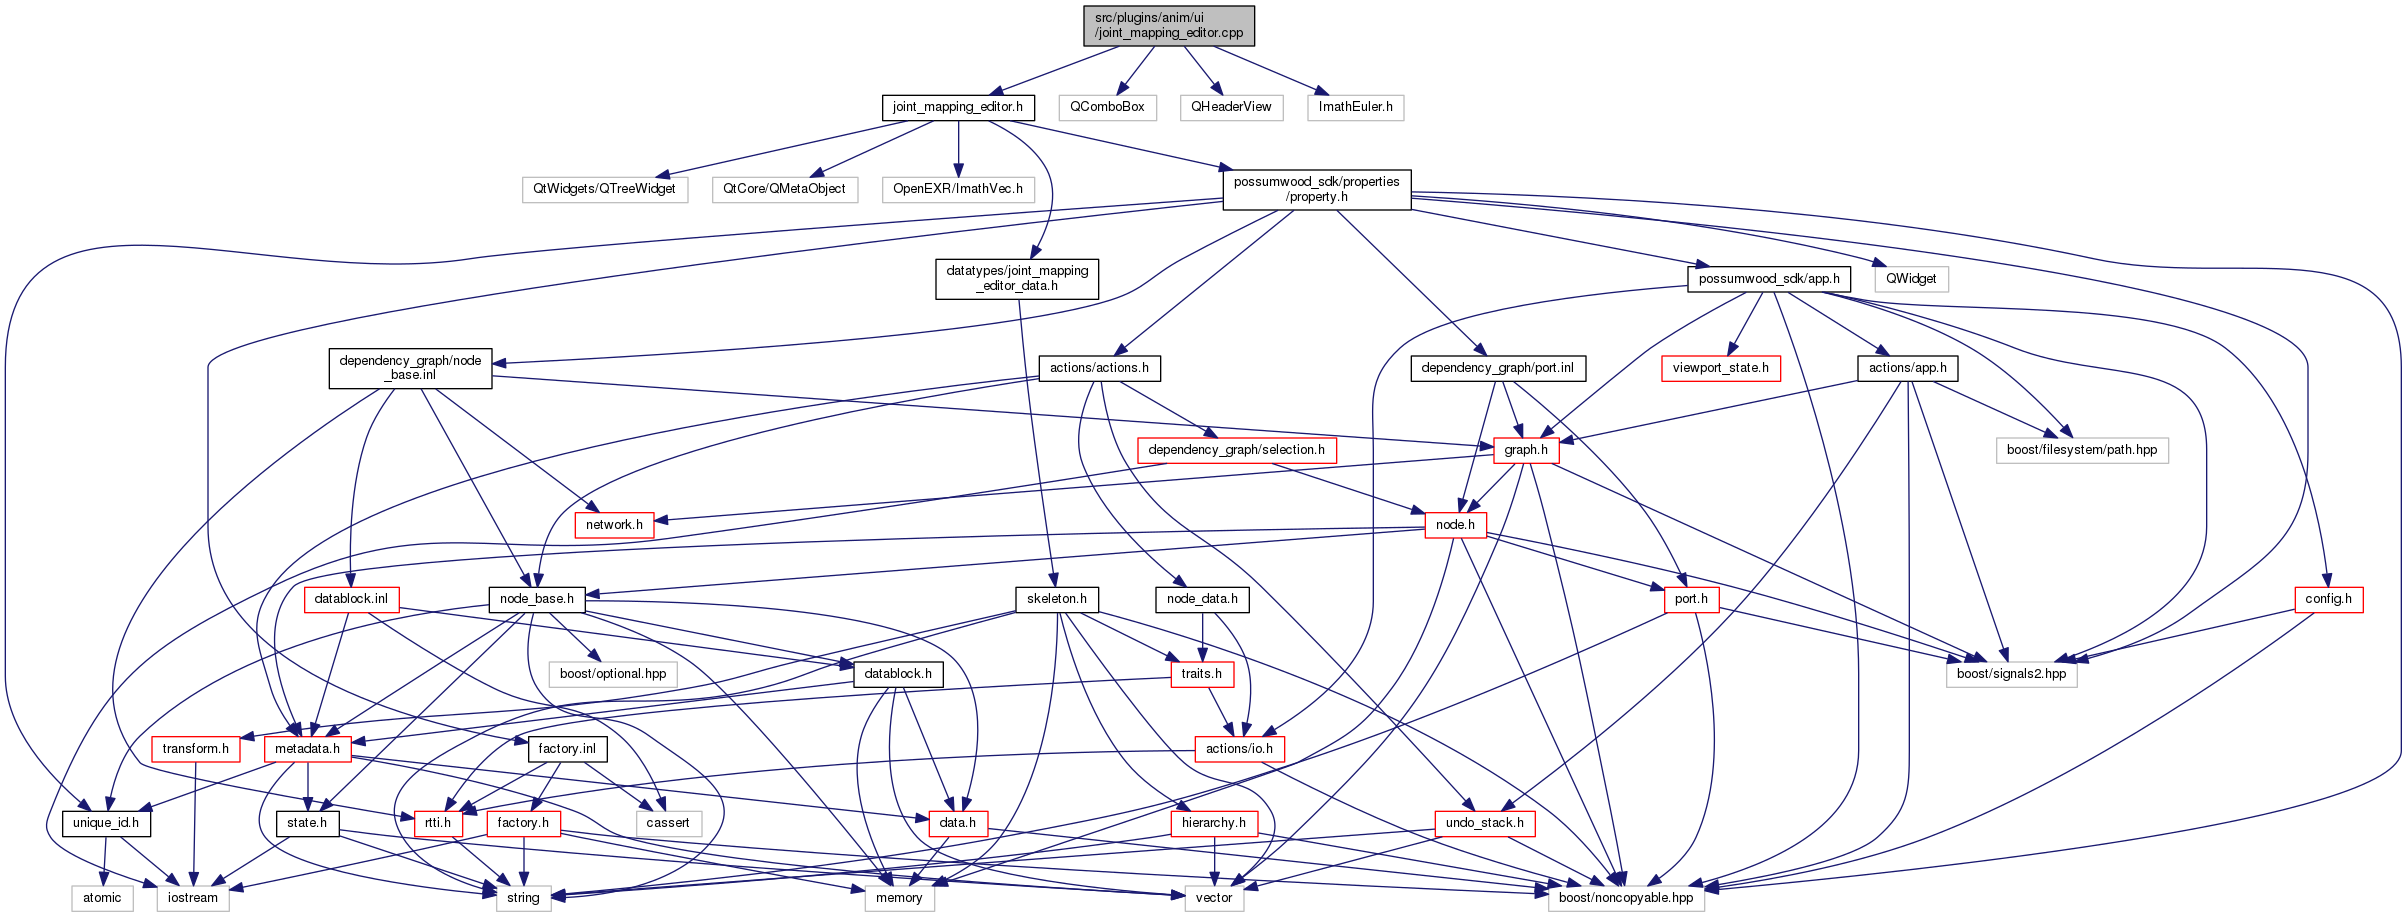 src/plugins/anim/ui
/joint_mapping_editor.cpp
joint_mapping_editor.h
QComboBox
QHeaderView
ImathEuler.h
QtWidgets/QTreeWidget
QtCore/QMetaObject
OpenEXR/ImathVec.h
possumwood_sdk/properties
/property.h
datatypes/joint_mapping
_editor_data.h
possumwood_sdk/app.h
QWidget
dependency_graph/node
_base.inl
actions/actions.h
dependency_graph/port.inl
viewport_state.h
actions/app.h
dependency_graph/selection.h
graph.h
boost/filesystem/path.hpp
network.h
node.h
datablock.inl
node_base.h
skeleton.h
node_data.h
port.h
config.h
boost/optional.hpp
datablock.h
traits.h
boost/signals2.hpp
transform.h
metadata.h
factory.inl
actions/io.h
unique_id.h
state.h
rtti.h
factory.h
cassert
data.h
hierarchy.h
undo_stack.h
atomic
iostream
string
memory
vector
boost/noncopyable.hpp